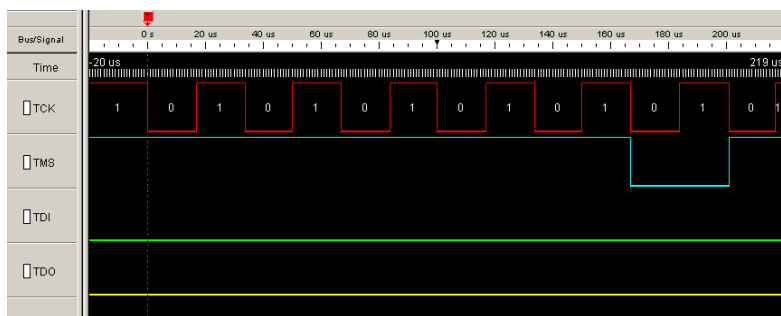 T
Bus/Signal
0 s 20 us 40 us 60 us 80 us 100 us 120 us 140 us 160 us 180 us 200 us
Time -20 us 219 us
TCK 1 0 1 0 1 0 1 0 1 0 1 0 1 0 1
TMS
TDI
TDO